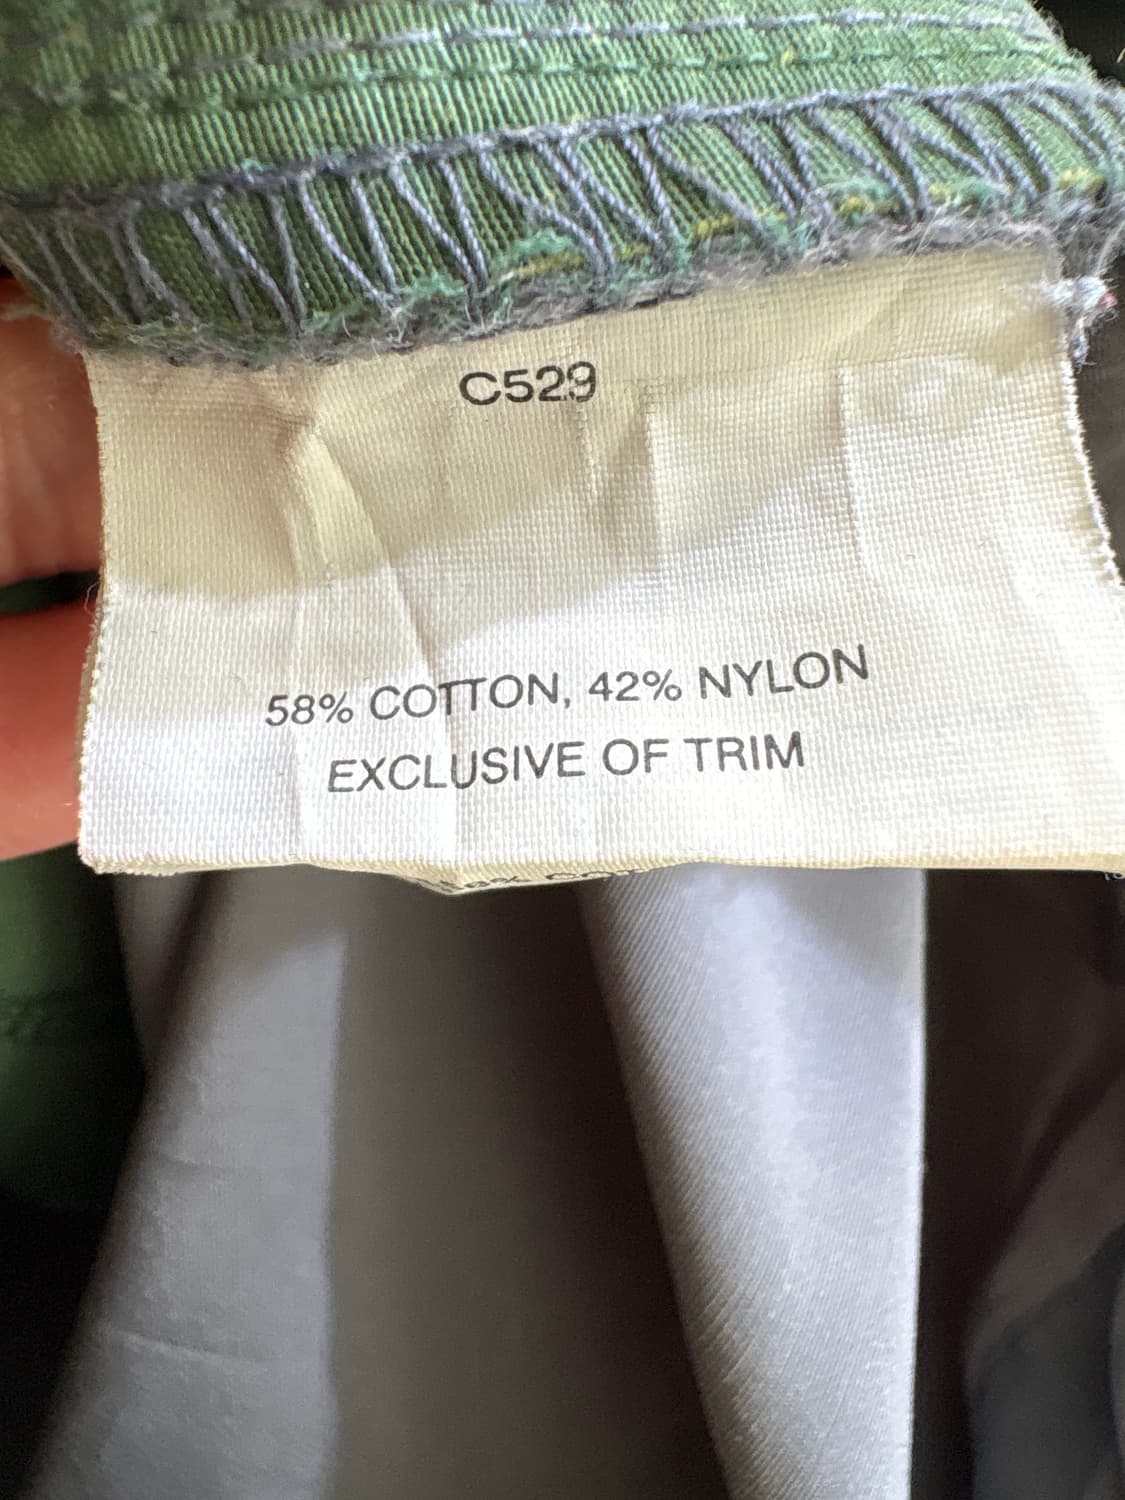 C529
58% COTTON, 42% NYLON
EXCLUSIVE OF TRIM